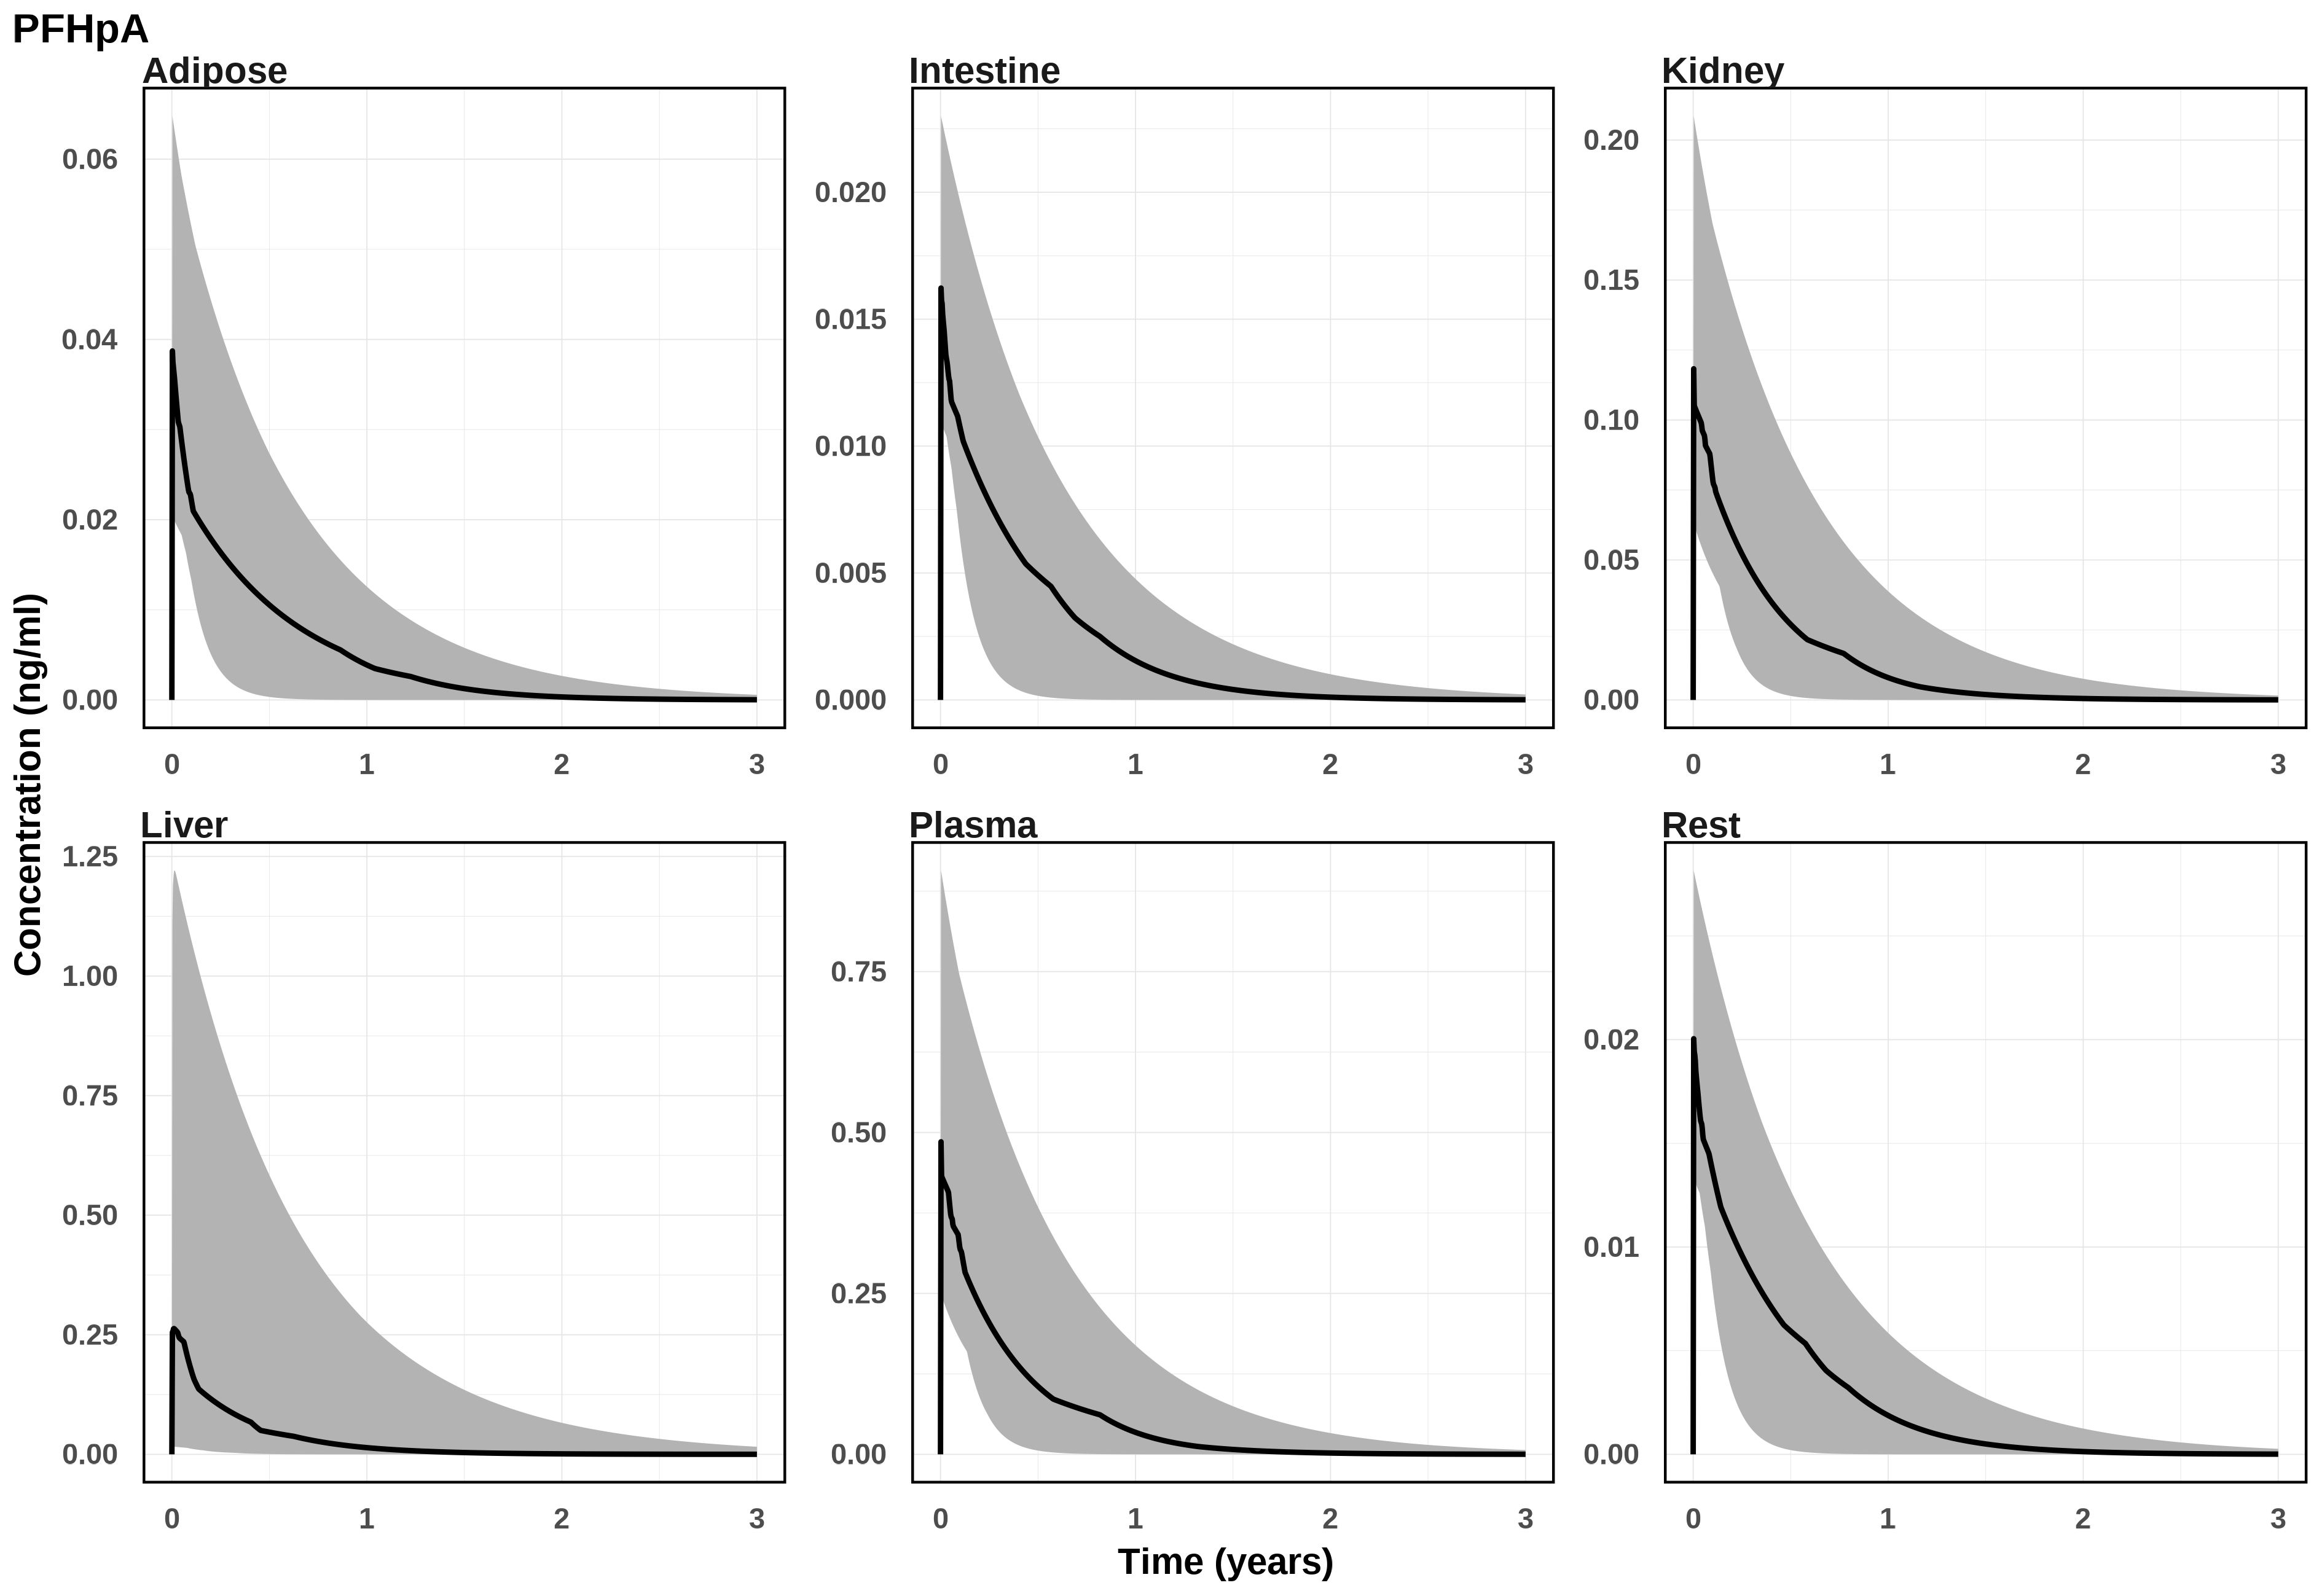 PFHpA
Adipose
Intestine
Kidney
0.06
0.04
0.02
0.00
0.020
0.015
0.010
0.005
0.000
0.20
0.15
0.10
0.05
0.00
0 1 2 3
0 1 2 3
0 1 2 3
Concentration (ng/ml)
Liver
Plasma
Rest
1.25
1.00
0.75
0.50
0.25
0.00
0.75
0.50
0.25
0.00
0.02
0.01
0.00
0 1 2 3
0 1 2 3
0 1 2 3
Time (years)